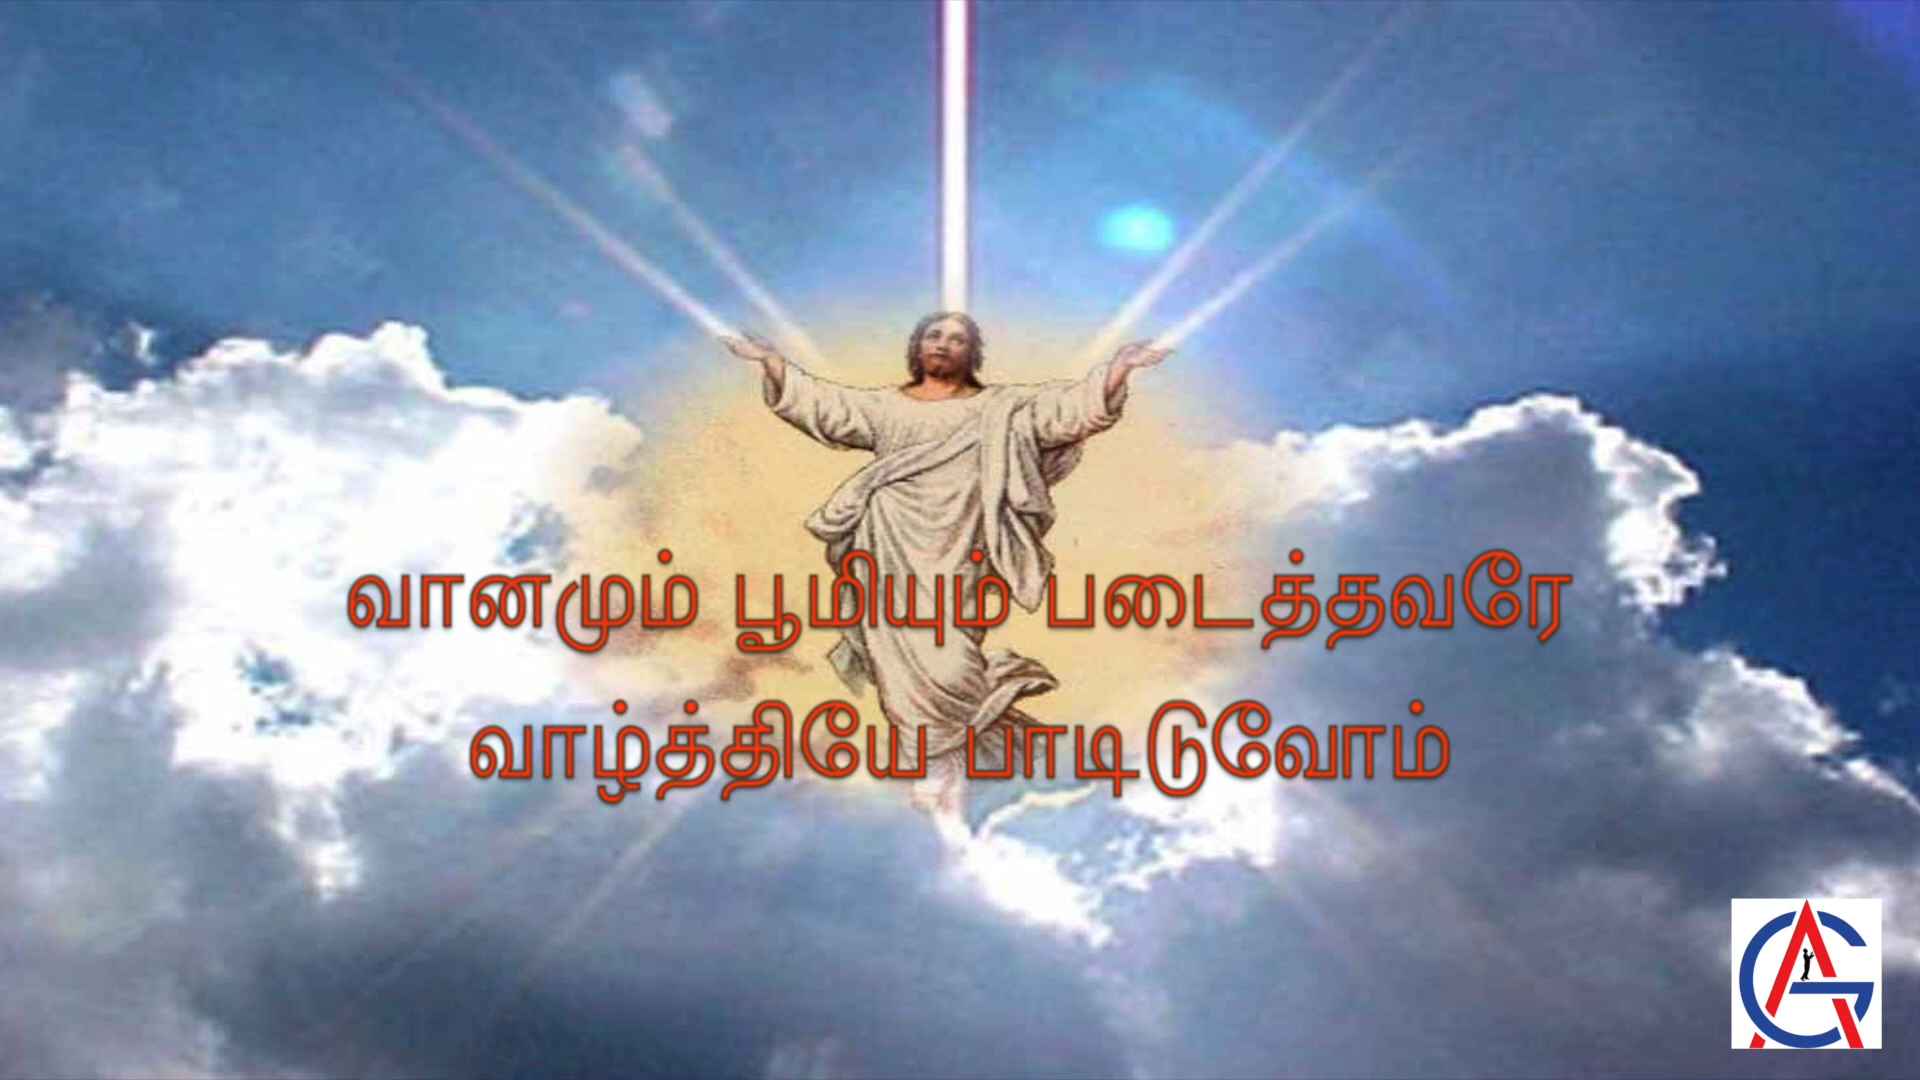 வானமும் பூமியும் படைத்தவரே
வாழ்த்தியே பாடிடுவோம்